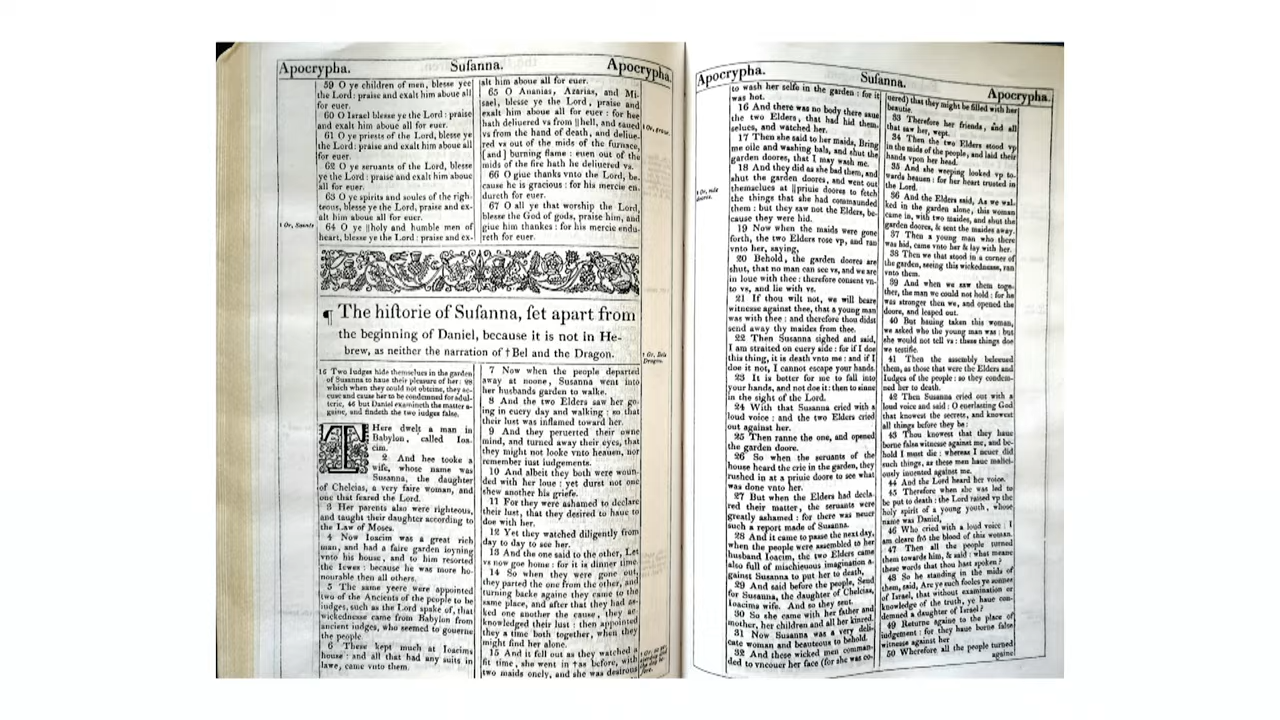 Apocrypha.
Suſanna.
Apocrypha.
59 O ye children of men, bleſſe yee
the Lord: praise and exalt him aboue all
for euer.
60 O Israel blesse ye the Lord: praise
and exalt him aboue all for euer.
61 O ye priests of the Lord, blesse ye
the Lord: praise and exalt him aboue all
for euer.
62 O ye seruants of the Lord, blesse
ye the Lord: praise and exalt him aboue
all for euer.
63 O ye spirits and soules of the righ-
teous, blesse ye the Lord, praise and ex-
alt him aboue all for euer.
64 O ye ||holy and humble men of
heart, blesse ye the Lord: praise and ex-
‖ Or, Saints
alt him aboue all for euer.
65 O Ananias, Azarias, and Mi-
sael, blesse ye the Lord, praise and
exalt him aboue all for euer: for hee
hath deliuered vs from ||hell, and saued
vs from the hand of death, and deliue-
red vs out of the mids of the furnace,
[and] burning flame: euen out of the
mids of the fire hath he deliuered vs.
66 O giue thanks vnto the Lord, be-
cause he is gracious: for his mercie en-
dureth for euer.
67 O all ye that worship the Lord,
blesse the God of gods, praise him, and
giue him thankes: for his mercie endu-
reth for euer.
‖ Or, graue.
¶ The hiſtorie of Suſanna, ſet apart from
the beginning of Daniel, because it is not in He-
brew, as neither the narration of † Bel and the Dragon.
† Or, Bels
Dragon.
16 Two Iudges hide themselues in the garden
of Susanna to haue their pleasure of her: 28
which when they could not obteine, they ac-
cuse and cause her to be condemned for adul-
terie, 46 but Daniel examineth the matter a-
gaine, and findeth the two iudges false.
THere dwelt a man in
Babylon, called Ioa-
cim.
2 And hee tooke a
wife, whose name was
Susanna, the daughter
of Chelcias, a very faire woman, and
one that feared the Lord.
3 Her parents also were righteous,
and taught their daughter according to
the Law of Moses.
4 Now Ioacim was a great rich
man, and had a faire garden ioyning
vnto his house, and to him resorted
the Iewes: because he was more ho-
nourable then all others.
5 The same yeere were appointed
two of the Ancients of the people to be
iudges, such as the Lord spake of, that
wickednesse came from Babylon from
ancient iudges, who seemed to gouerne
the people.
6 These kept much at Ioacims
house: and all that had any suits in
lawe, came vnto them.
7 Now when the people departed
away at noone, Susanna went into
her husbands garden to walke.
8 And the two Elders saw her go-
ing in euery day and walking: so that
their lust was inflamed toward her.
9 And they peruerted their owne
mind, and turned away their eyes, that
they might not looke vnto heauen, nor
remember iust iudgements.
10 And albeit they both were woun-
ded with her loue: yet durst not one
shew another his griefe.
11 For they were ashamed to declare
their lust, that they desired to haue to
doe with her.
12 Yet they watched diligently from
day to day to see her.
13 And the one said to the other, Let
vs now goe home: for it is dinner time.
14 So when they were gone out,
they parted the one from the other, and
turning backe againe they came to the
same place, and after that they had as-
ked one another the cause, they ac-
knowledged their lust: then appointed
they a time both together, when they
might find her alone.
15 And it fell out as they watched a
fit time, she went in †as before, with
two maids onely, and she was desirous
Apocrypha.
Suſanna.
Apocrypha.
to wash her selfe in the garden: for it
was hot.
16 And there was no body there saue
the two Elders, that had hid them-
selues, and watched her.
17 Then she said to her maids, Bring
me oile and washing bals, and shut the
garden doores, that I may wash me.
18 And they did as she bad them, and
shut the garden doores, and went out
themselues at ||priuie doores to fetch
the things that she had commaunded
them: but they saw not the Elders, be-
cause they were hid.
‖ Or, side
doores.
19 Now when the maids were gone
forth, the two Elders rose vp, and ran
vnto her, saying,
20 Behold, the garden doores are
shut, that no man can see vs, and we are
in loue with thee: therefore consent vn-
to vs, and lie with vs.
21 If thou wilt not, we will beare
witnesse against thee, that a young man
was with thee: and therefore thou didst
send away thy maides from thee.
22 Then Susanna sighed and said,
I am straited on euery side: for if I doe
this thing, it is death vnto me: and if I
doe it not, I cannot escape your hands.
23 It is better for me to fall into
your hands, and not doe it: then to sinne
in the sight of the Lord.
24 With that Susanna cried with a
loud voice: and the two Elders cried
out against her.
25 Then ranne the one, and opened
the garden doore.
26 So when the seruants of the
house heard the crie in the garden, they
rushed in at a priuie doore to see what
was done vnto her.
27 But when the Elders had decla-
red their matter, the seruants were
greatly ashamed: for there was neuer
such a report made of Susanna.
28 And it came to passe the next day,
when the people were assembled to her
husband Ioacim, the two Elders came
also full of mischieuous imagination a-
gainst Susanna to put her to death,
29 And said before the people, Send
for Susanna, the daughter of Chelcias,
Ioacims wife. And so they sent.
30 So she came with her father and
mother, her children and all her kinred.
31 Now Susanna was a very deli-
cate woman and beauteous to behold.
32 And these wicked men comman-
ded to vncouer her face (for she was co-
uered) that they might be filled with her
beautie.
33 Therefore her friends, and all
that saw her, wept.
34 Then the two Elders stood vp
in the mids of the people, and laid their
hands vpon her head.
35 And she weeping looked vp to-
wards heauen: for her heart trusted in
the Lord.
36 And the Elders said, As we wal-
ked in the garden alone, this woman
came in, with two maides, and shut the
garden doores, & sent the maides away.
37 Then a young man who there
was hid, came vnto her & lay with her.
38 Then we that stood in a corner of
the garden, seeing this wickednesse, ran
vnto them.
39 And when we saw them toge-
ther, the man we could not hold: for he
was stronger then we, and opened the
doore, and leaped out.
40 But hauing taken this woman,
we asked who the young man was: but
she would not tell vs: these things doe
we testifie.
41 Then the assembly beleeued
them, as those that were the Elders and
Iudges of the people: so they condem-
ned her to death.
42 Then Susanna cried out with a
loud voice and said: O euerlasting God
that knowest the secrets, and knowest
all things before they be:
43 Thou knowest that they haue
borne false witnesse against me, and be-
hold I must die: whereas I neuer did
such things, as these men haue malici-
ously inuented against me.
44 And the Lord heard her voice.
45 Therefore when she was led to
be put to death: the Lord raised vp the
holy spirit of a young youth, whose
name was Daniel,
46 Who cried with a loud voice: I
am cleare frō the blood of this woman.
47 Then all the people turned
them towards him, & said: what meane
these words that thou hast spoken?
48 So he standing in the mids of
them, said, Are ye such fooles ye sonnes
of Israel, that without examination or
knowledge of the truth, ye haue con-
demned a daughter of Israel?
49 Returne againe to the place of
iudgement: for they haue borne false
witnesse against her
50 Wherefore all the people turned
againe